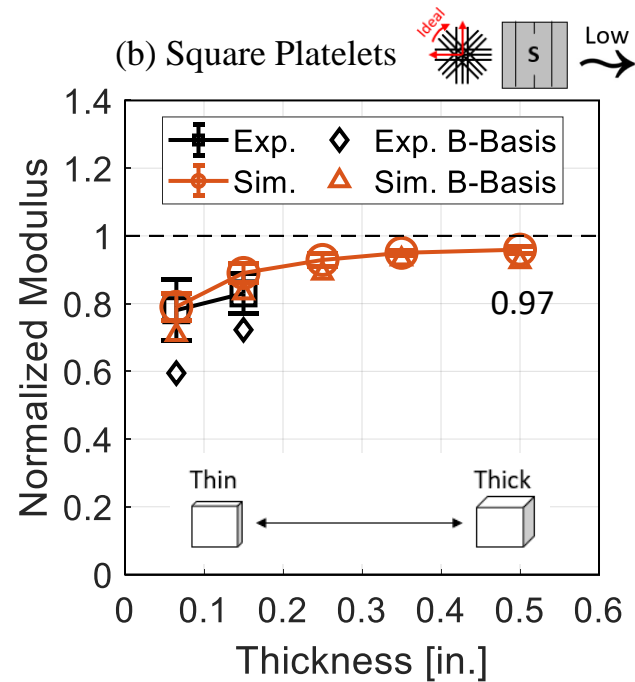 Ideal
(b) Square Platelets
S
Low
Exp.
Exp. B-Basis
Sim.
Sim. B-Basis
Normalized Modulus
1.4
1.2
1
0.8
0.6
0.4
0.2
0
0.97
Thin
Thick
0
0.1
0.2
0.3
0.4
0.5
0.6
Thickness [in.]